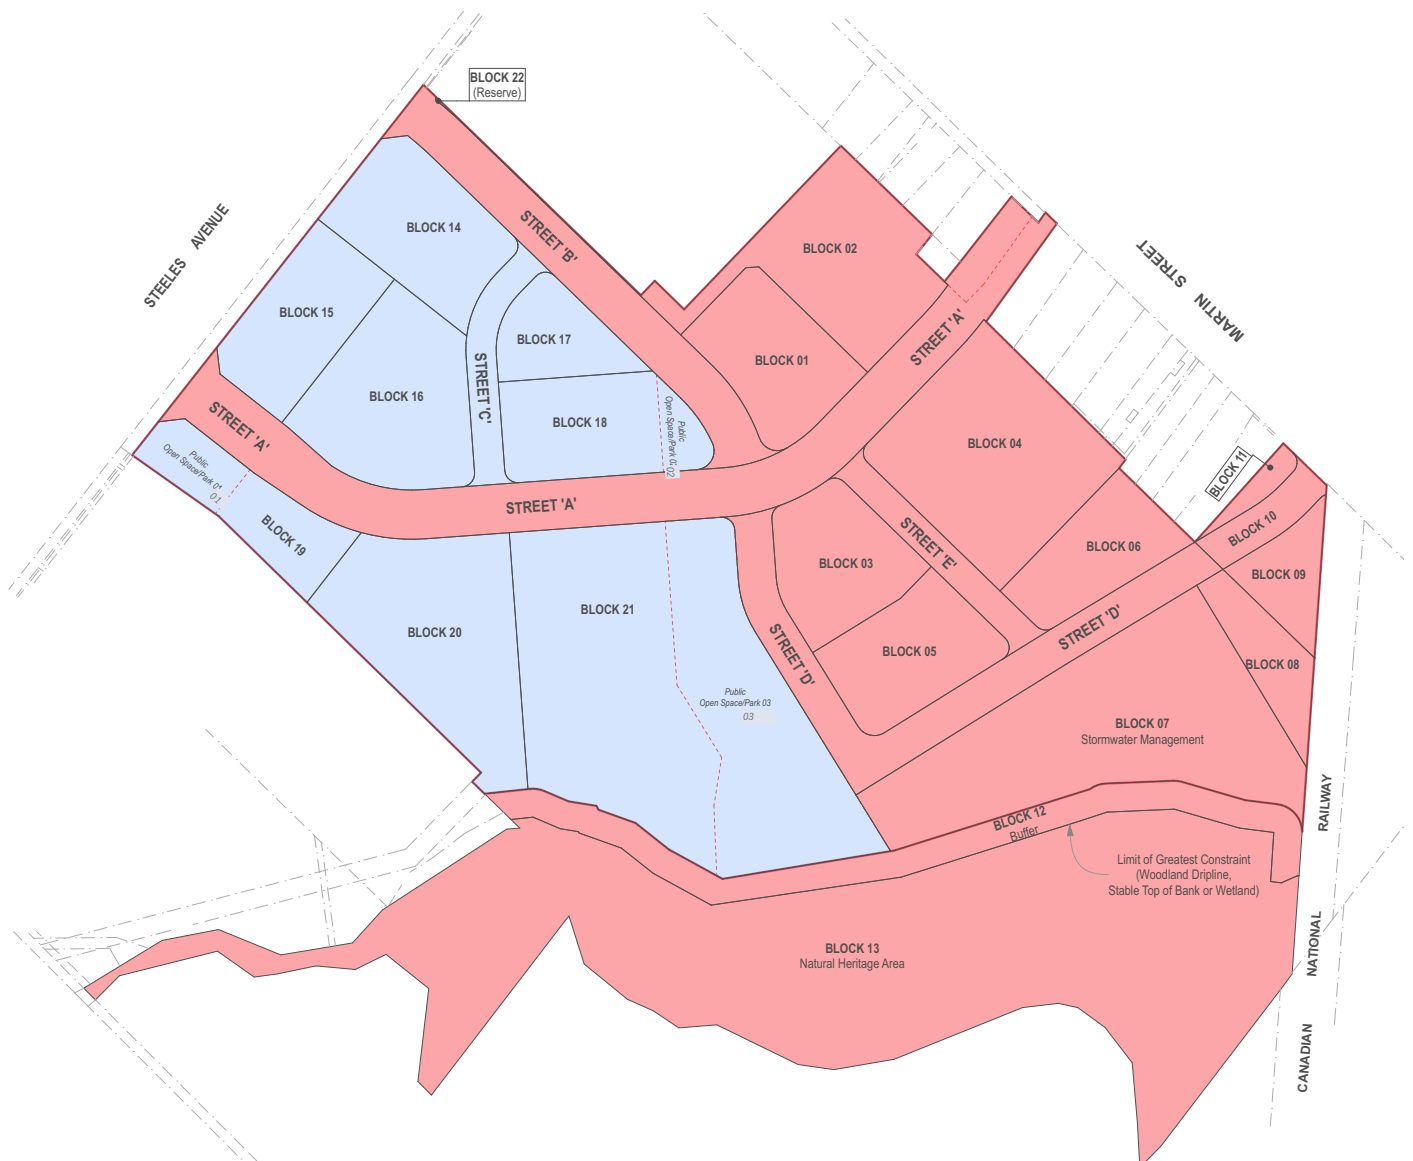 BLOCK 22
(Reserve)
STEELES AVENUE
BLOCK 14
STREET 'B'
BLOCK 02
MARTIN STREET
BLOCK 15
BLOCK 17
STREET 'A'
BLOCK 01
BLOCK 16
STREET 'C'
BLOCK 18
Public
Open Space/Park 02
02
STREET 'A'
BLOCK 04
Public
Open Space/Park 01
01
BLOCK 11
STREET 'A'
BLOCK 19
BLOCK 10
STREET 'E'
BLOCK 06
BLOCK 03
BLOCK 09
BLOCK 21
BLOCK 20
STREET 'D'
STREET 'D'
BLOCK 05
BLOCK 08
Public
Open Space/Park 03
03
BLOCK 07
Stormwater Management
BLOCK 12
Buffer
Limit of Greatest Constraint
(Woodland Dripline,
Stable Top of Bank or Wetland)
BLOCK 13
Natural Heritage Area
CANADIAN NATIONAL RAILWAY